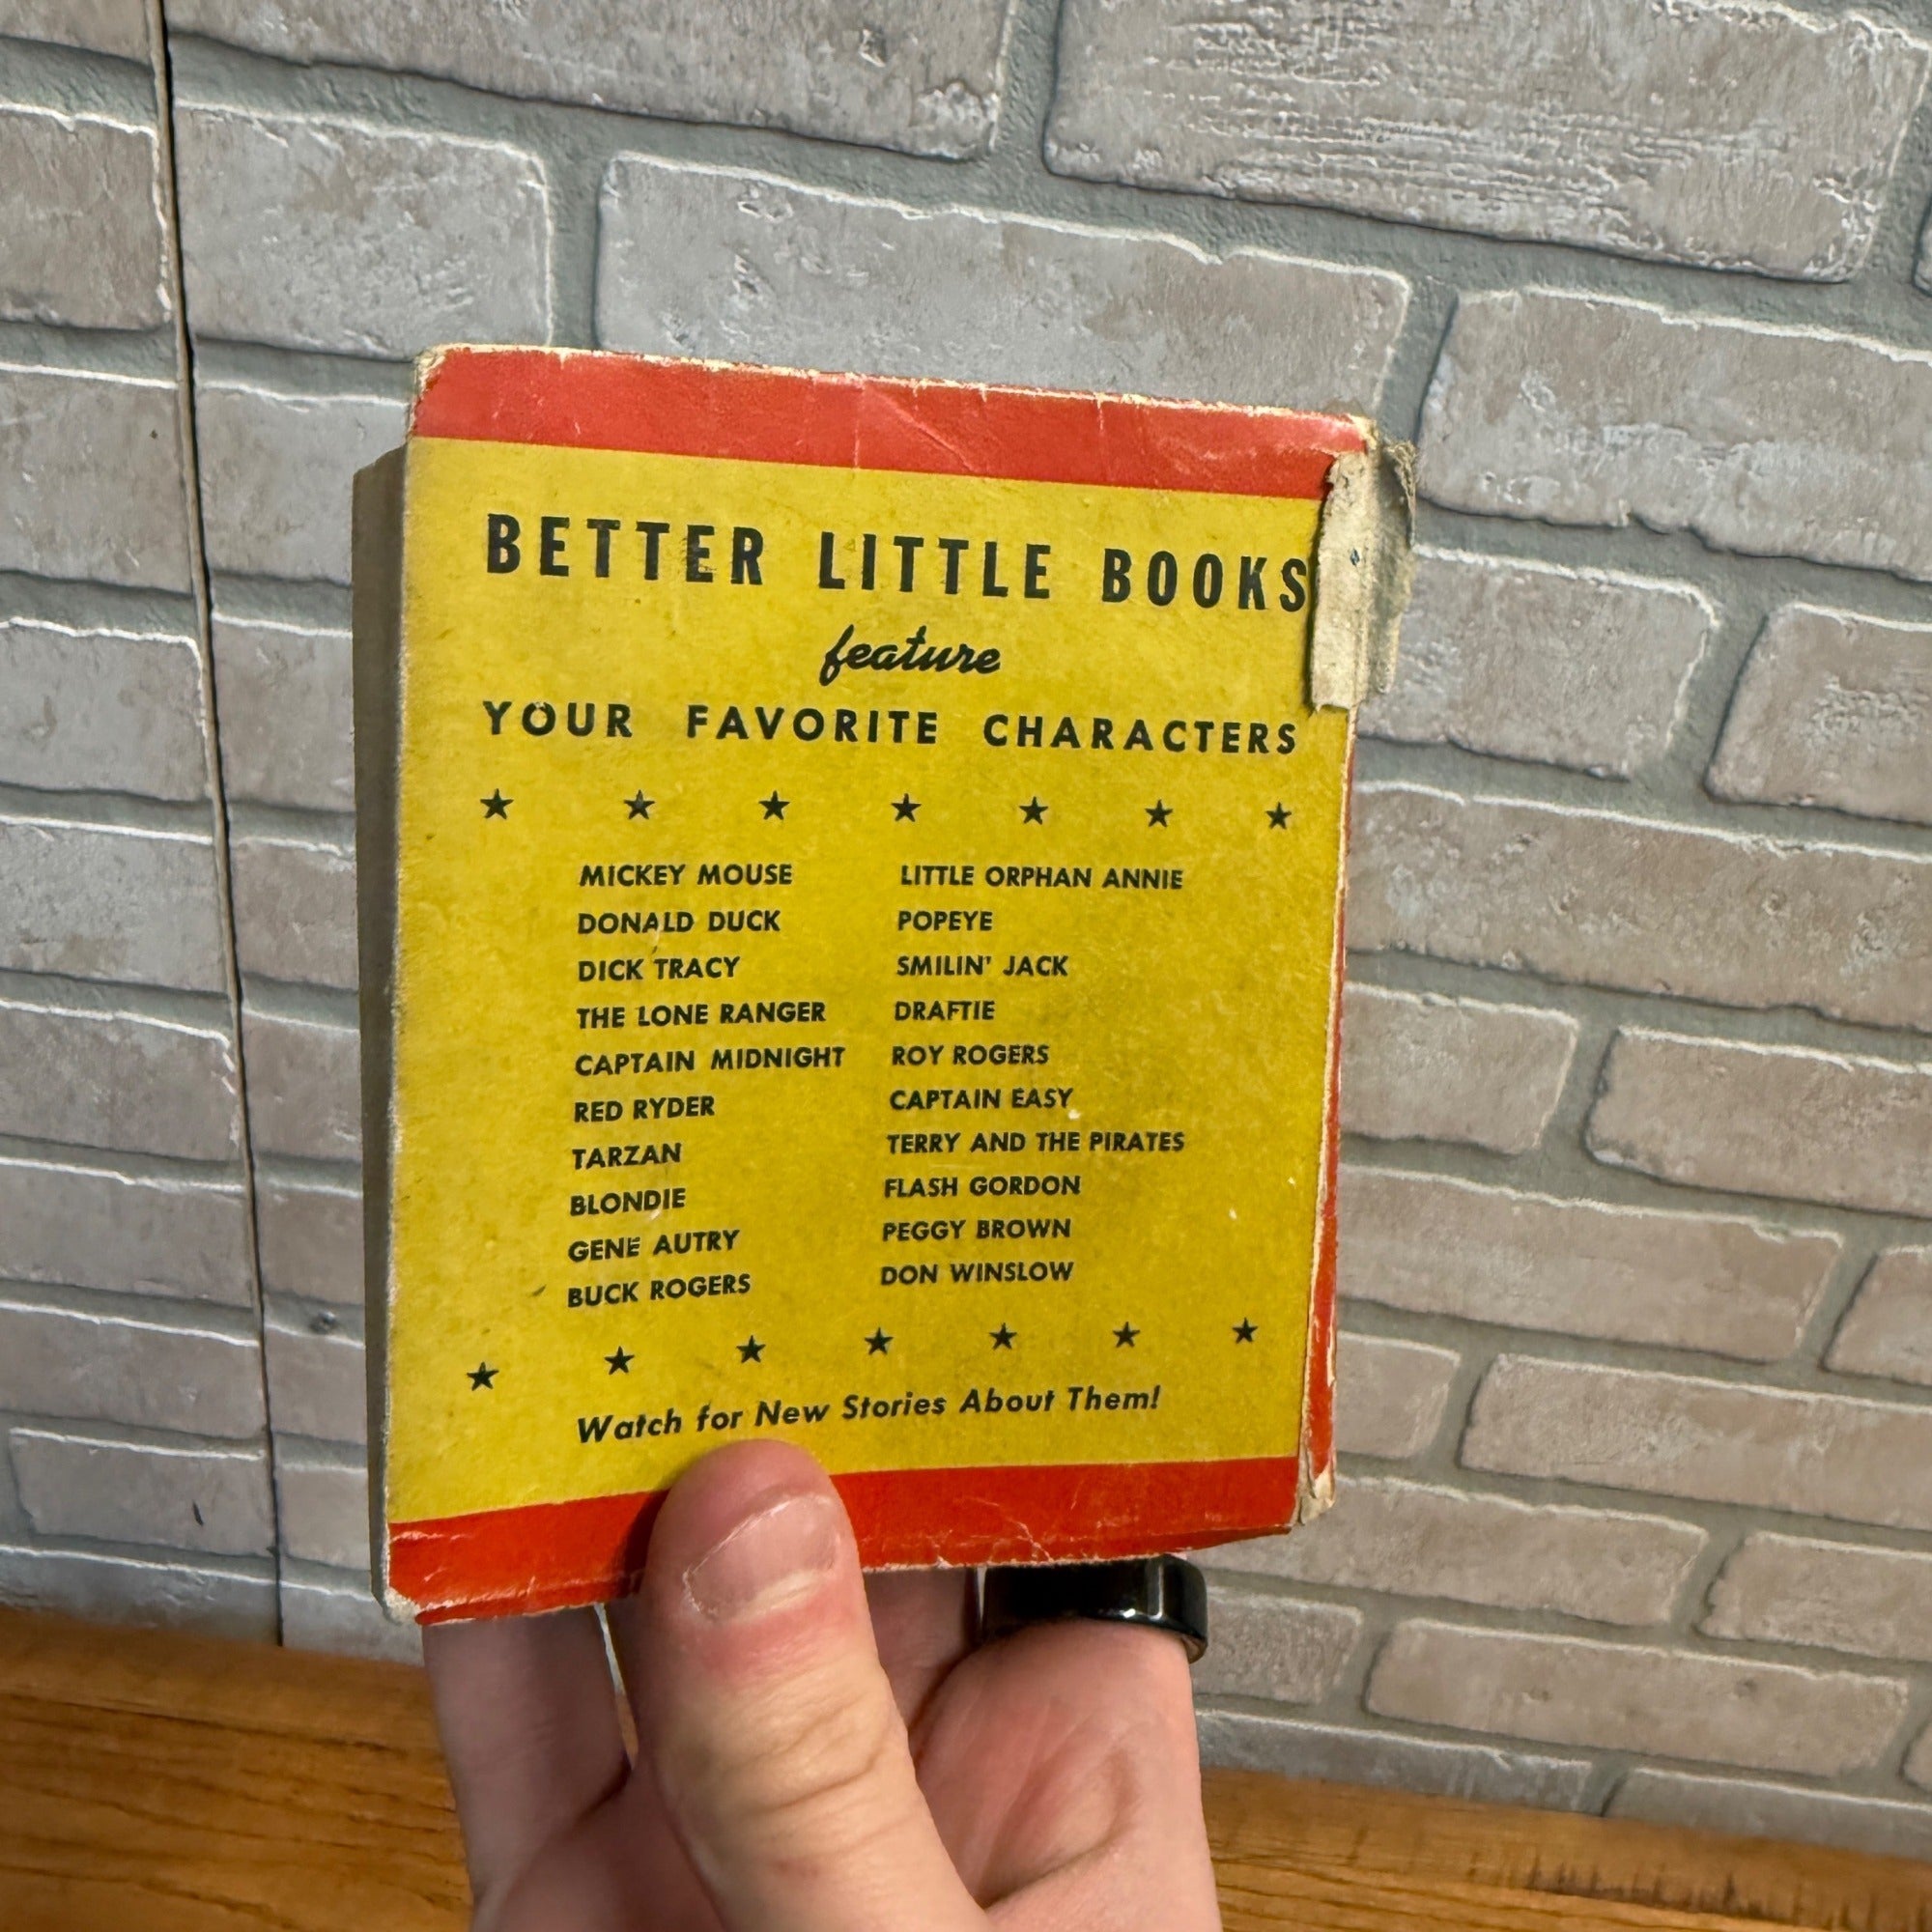 BETTER LITTLE BOOKS
feature
YOUR FAVORITE CHARACTERS
MICKEY MOUSE
DONALD DUCK
DICK TRACY
THE LONE RANGER
CAPTAIN MIDNIGHT
RED RYDER
TARZAN
BLONDIE
GENE AUTRY
BUCK ROGERS
LITTLE ORPHAN ANNIE
POPEYE
SMILIN' JACK
DRAFTIE
ROY ROGERS
CAPTAIN EASY
TERRY AND THE PIRATES
FLASH GORDON
PEGGY BROWN
DON WINSLOW
Watch for New Stories About Them!